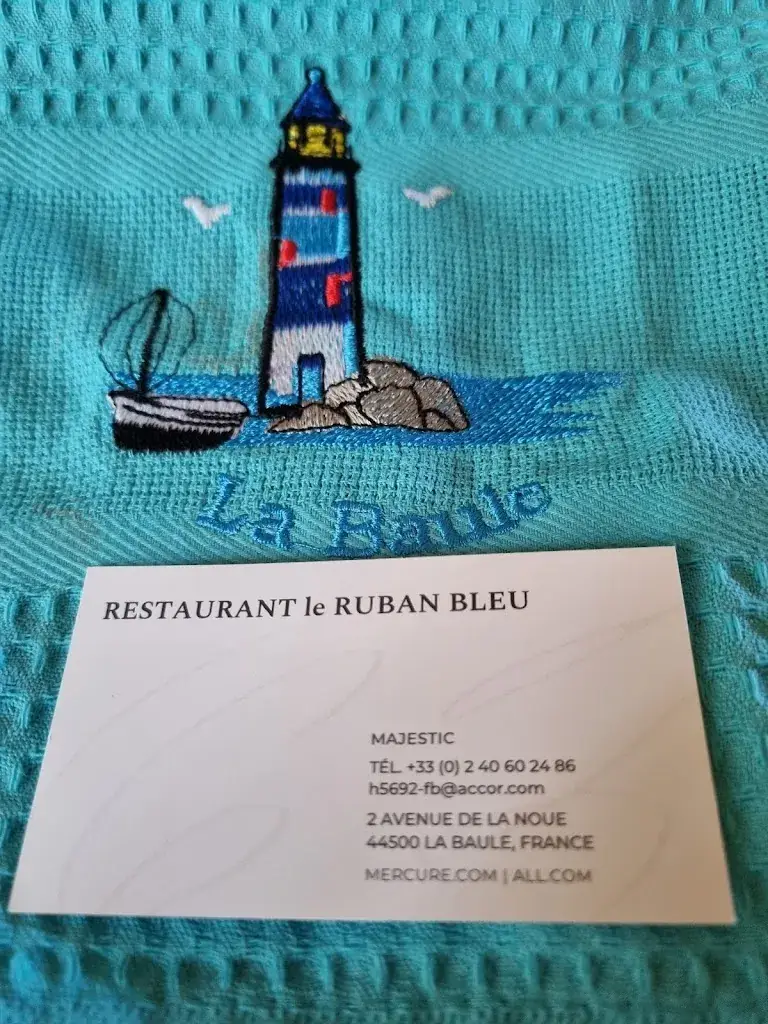 La Baule
RESTAURANT le RUBAN BLEU
MAJESTIC
TÉL. +33 (0) 2 40 60 24 86
h5692-fb@accor.com
2 AVENUE DE LA NOUE
44500 LA BAULE, FRANCE
MERCURE.COM | ALL.COM